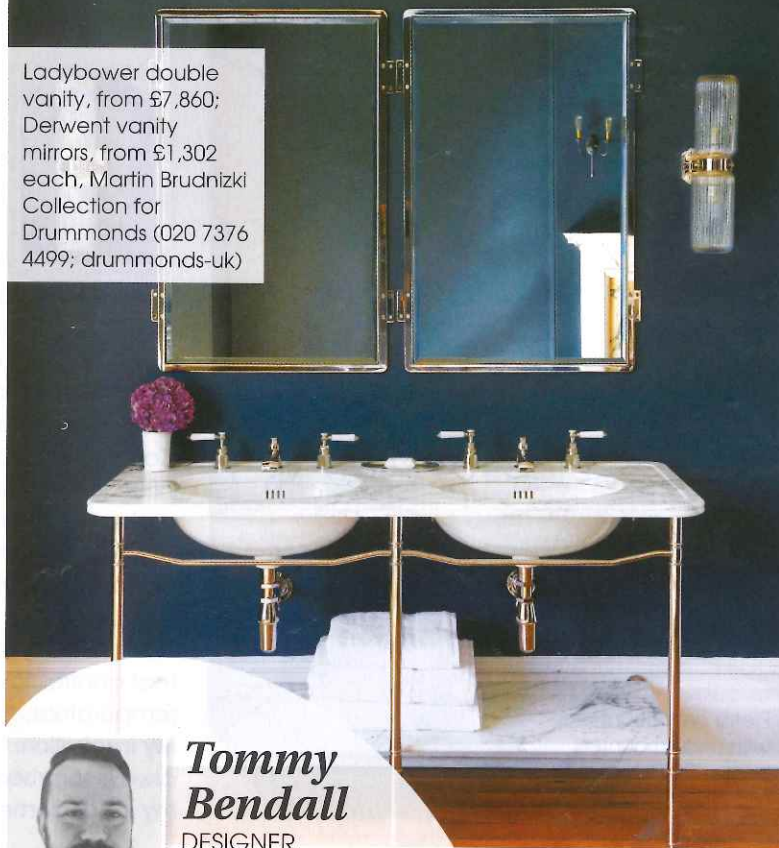 Ladybower double
vanity, from £7,860;
Derwent vanity
mirrors, from £1,302
each, Martin Brudnizki
Collection for
Drummonds (020 7376
4499; drummonds-uk)
Tommy
Bendall
DESIGNER